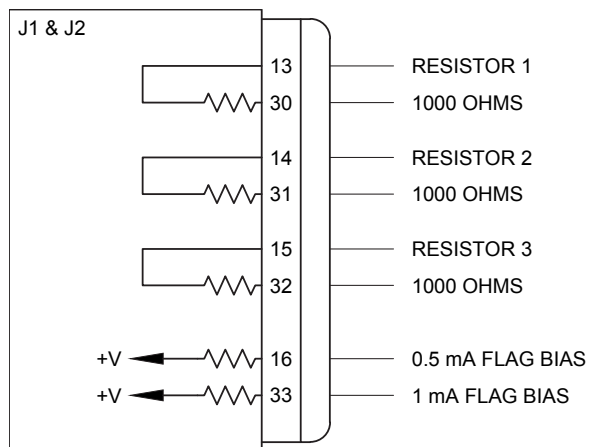 J1 & J2
13 RESISTOR 1
30 1000 OHMS
14 RESISTOR 2
31 1000 OHMS
15 RESISTOR 3
32 1000 OHMS
+V 16 0.5 mA FLAG BIAS
+V 33 1 mA FLAG BIAS